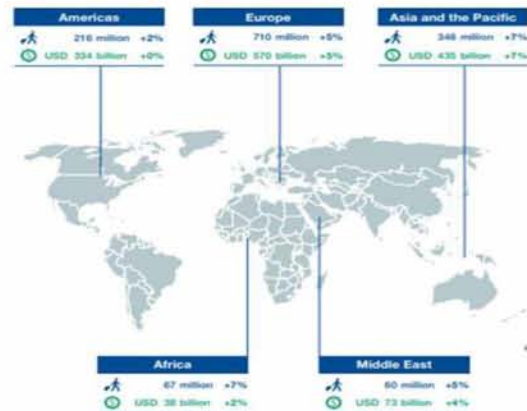 Americas
216 million +2%
USD 334 billion +0%
Europe
710 million +5%
USD 570 billion +5%
Asia and the Pacific
348 million +7%
USD 435 billion +7%
Africa
67 million +7%
USD 38 billion +2%
Middle East
60 million +5%
USD 73 billion +4%